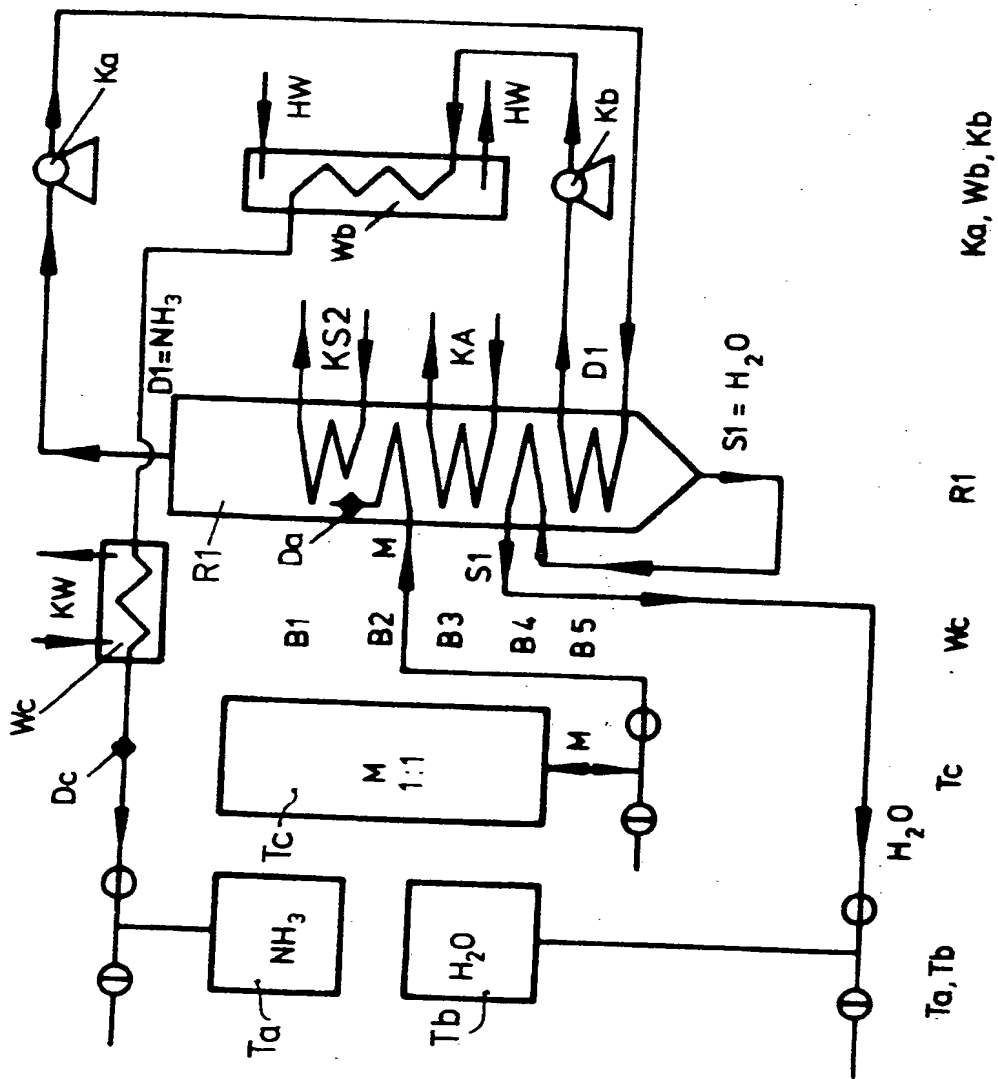 Ka
HW
HW
Wb
Kb
D1=NH₃
KS2
KA
D1
S1 = H₂O
KW
Wc
Dc
R1
Da
M
S1
B1
B2
B3
B4
B5
M
1:1
Tc
M
H₂O
NH₃
Ta
H₂O
Tb
Ta, Tb
Tc
Wc
R1
Ka, Wb, Kb